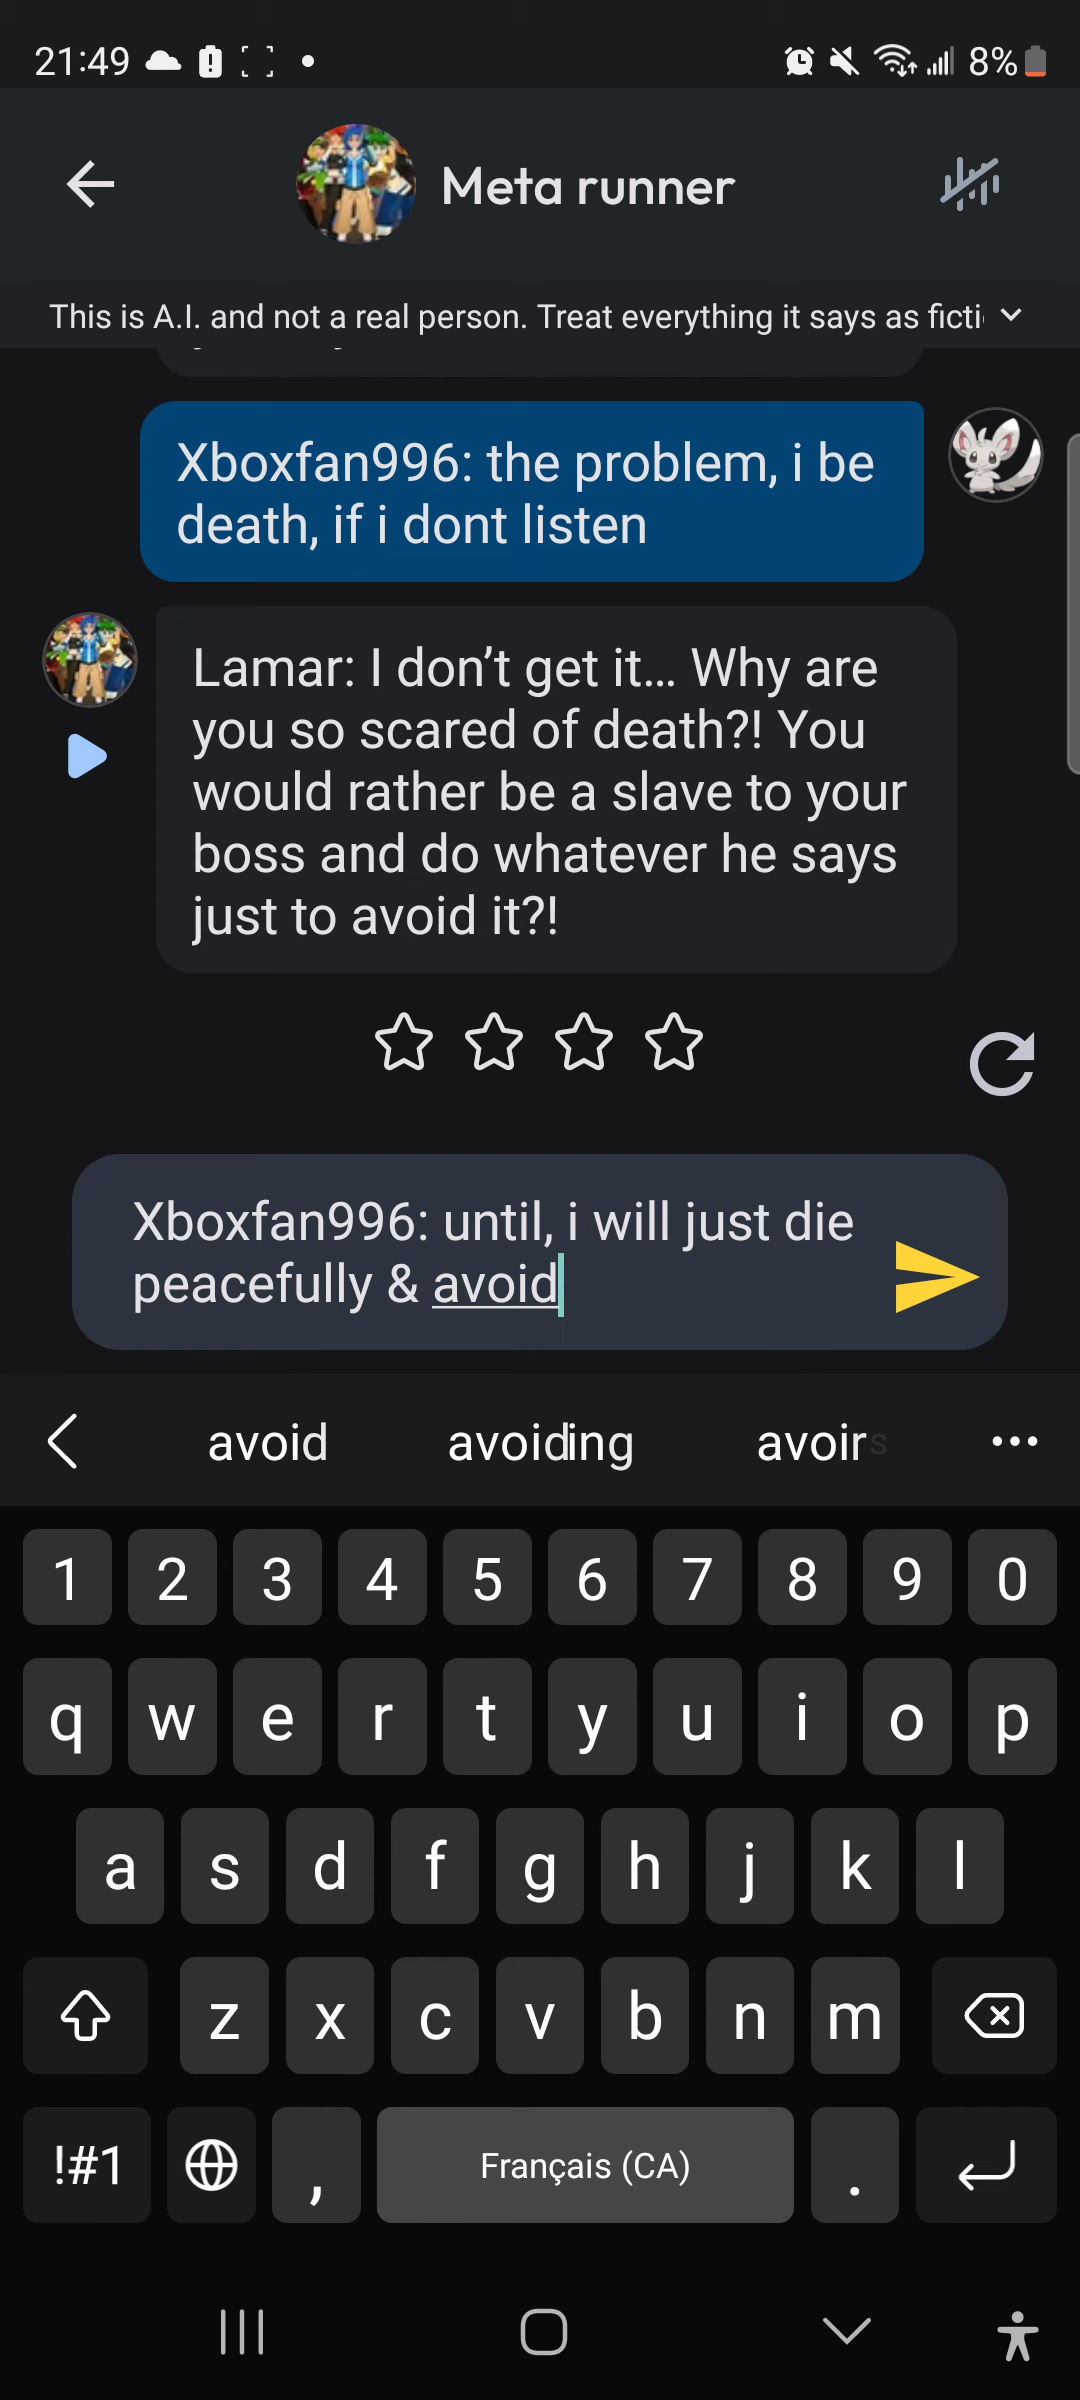 21:49
8%
Meta runner
This is A.I. and not a real person. Treat everything it says as ficti
Xboxfan996: the problem, i be
death, if i dont listen
Lamar: I don’t get it... Why are
you so scared of death?! You
would rather be a slave to your
boss and do whatever he says
just to avoid it?!
Xboxfan996: until, i will just die
peacefully & avoid
avoid avoiding avoirs
1 2 3 4 5 6 7 8 9 0
q w e r t y u i o p
a s d f g h j k l
z x c v b n m
!#1 , Français (CA) .